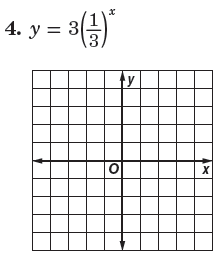 4. y = 3(1/3)^x
y
O
x